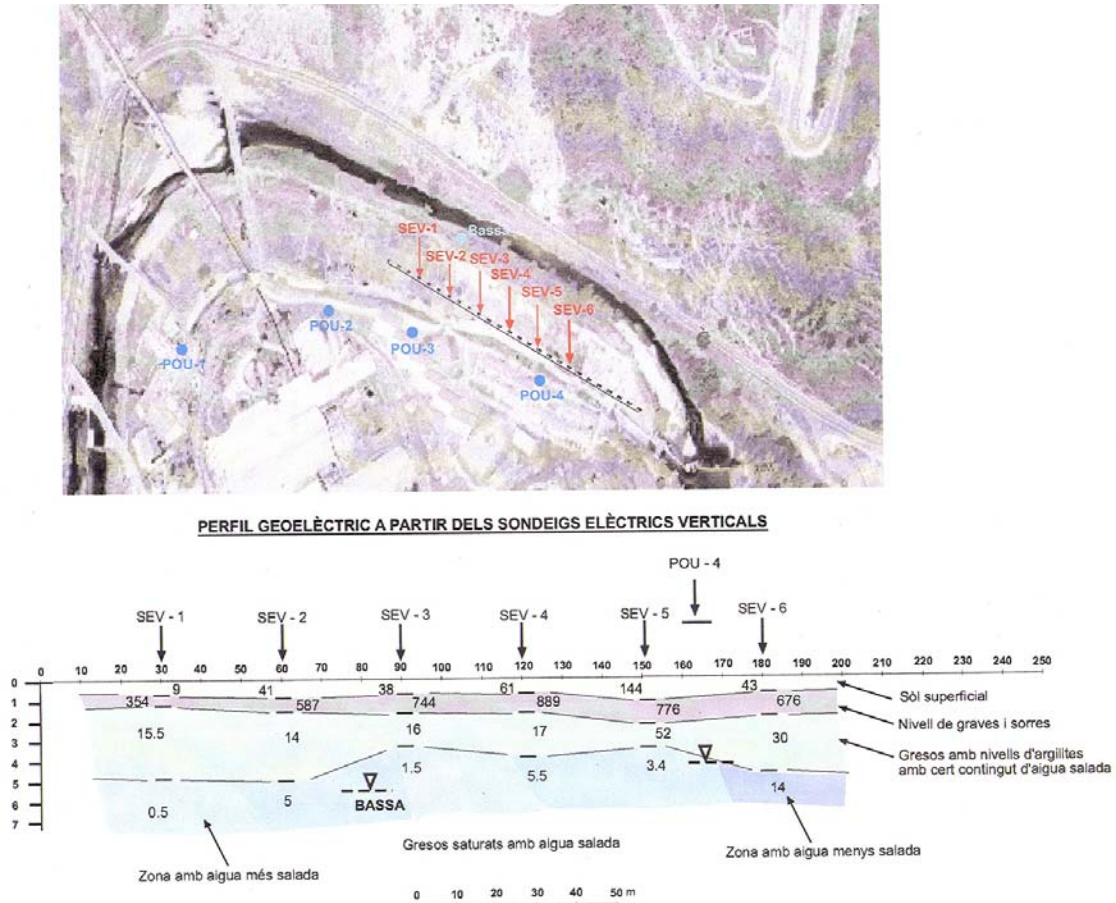 SEV-1
Bassa
SEV-2
SEV-3
SEV-4
SEV-5
SEV-6
POU-2
POU-3
POU-1
POU-4
PERFIL GEOELÈCTRIC A PARTIR DELS SONDEIGS ELÈCTRICS VERTICALS
POU - 4
SEV - 1 SEV - 2 SEV - 3 SEV - 4 SEV - 5 SEV - 6
0 10 20 30 40 50 60 70 80 90 100 110 120 130 140 150 160 170 180 190 200 210 220 230 240 250
0 9 41 38 61 144 43 Sòl superficial
1 354 587 744 889 776 676
2 Nivell de graves i sorres
15.5 14 16 17 52 30
3 Gresos amb nivells d'argilites
amb cert contingut d'aigua salada
4 1.5 5.5 3.4
5 14
BASSA
6 0.5 5
7
Gresos saturats amb aigua salada
Zona amb aigua menys salada
Zona amb aigua més salada
0 10 20 30 40 50 m